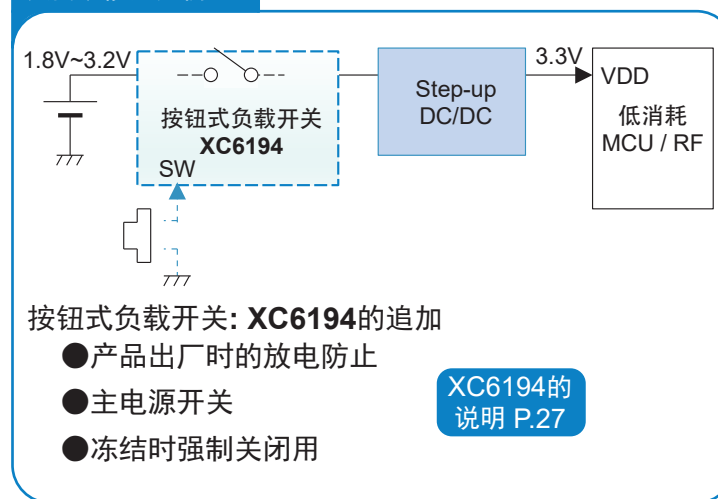 1.8V~3.2V
按钮式负载开关
XC6194
SW
Step-up
DC/DC
3.3V
VDD
低消耗
MCU / RF
按钮式负载开关: XC6194的追加
●产品出厂时的放电防止
●主电源开关
●冻结时强制关闭用
XC6194的
说明 P.27